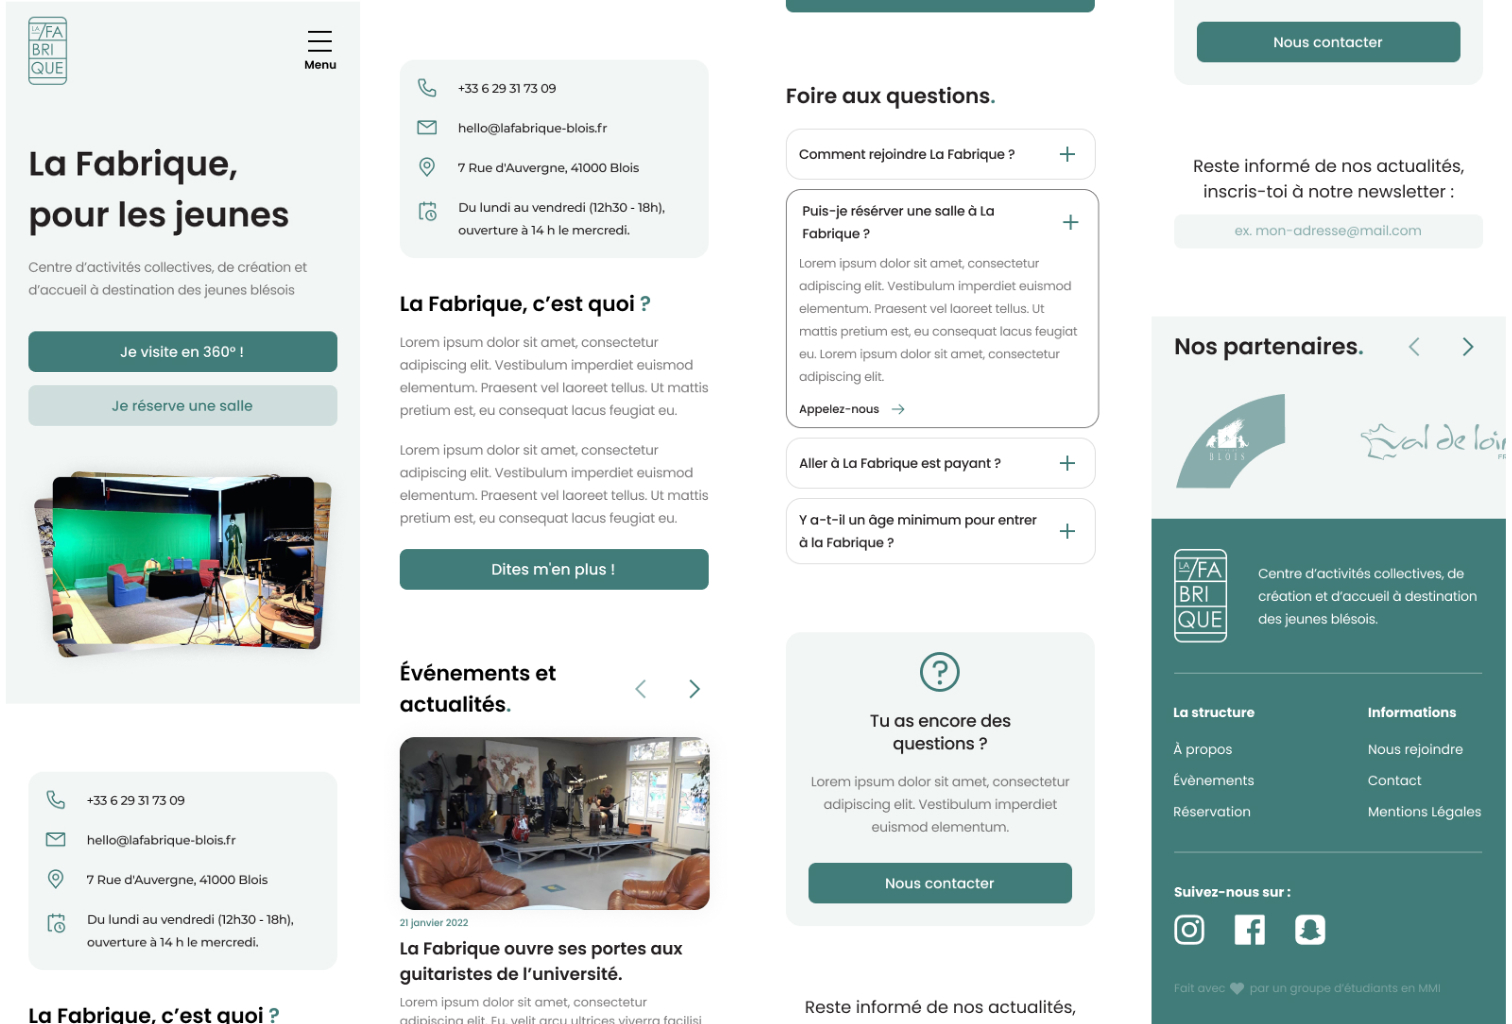 LA/FA
BRI
QUE
Menu
La Fabrique,
pour les jeunes
Centre d’activités collectives, de création et
d’accueil à destination des jeunes blésois
Je visite en 360° !
Je réserve une salle
+33 6 29 31 73 09
hello@lafabrique-blois.fr
7 Rue d'Auvergne, 41000 Blois
Du lundi au vendredi (12h30 - 18h),
ouverture à 14 h le mercredi.
La Fabrique, c’est quoi ?
+33 6 29 31 73 09
hello@lafabrique-blois.fr
7 Rue d'Auvergne, 41000 Blois
Du lundi au vendredi (12h30 - 18h),
ouverture à 14 h le mercredi.
La Fabrique, c’est quoi ?
Lorem ipsum dolor sit amet, consectetur
adipiscing elit. Vestibulum imperdiet euismod
elementum. Praesent vel laoreet tellus. Ut mattis
pretium est, eu consequat lacus feugiat eu.
Lorem ipsum dolor sit amet, consectetur
adipiscing elit. Vestibulum imperdiet euismod
elementum. Praesent vel laoreet tellus. Ut mattis
pretium est, eu consequat lacus feugiat eu.
Dites m'en plus !
Événements et
actualités.
21 janvier 2022
La Fabrique ouvre ses portes aux
guitaristes de l’université.
Lorem ipsum dolor sit amet, consectetur
adipiscing elit. Eu, velit arcu ultrices viverra facilisi
Foire aux questions.
Comment rejoindre La Fabrique ?
Puis-je résérver une salle à La
Fabrique ?
Lorem ipsum dolor sit amet, consectetur
adipiscing elit. Vestibulum imperdiet euismod
elementum. Praesent vel laoreet tellus. Ut
mattis pretium est, eu consequat lacus feugiat
eu. Lorem ipsum dolor sit amet, consectetur
adipiscing elit.
Appelez-nous
Aller à La Fabrique est payant ?
Y a-t-il un âge minimum pour entrer
à la Fabrique ?
Tu as encore des
questions ?
Lorem ipsum dolor sit amet, consectetur
adipiscing elit. Vestibulum imperdiet
euismod elementum.
Nous contacter
Reste informé de nos actualités,
Nous contacter
Reste informé de nos actualités,
inscris-toi à notre newsletter :
ex. mon-adresse@mail.com
Nos partenaires.
BLOIS
val de loir
FR
LA/FA
BRI
QUE
Centre d’activités collectives, de
création et d’accueil à destination
des jeunes blésois.
La structure
À propos
Évènements
Réservation
Informations
Nous rejoindre
Contact
Mentions Légales
Suivez-nous sur :
Fait avec par un groupe d’étudiants en MMI